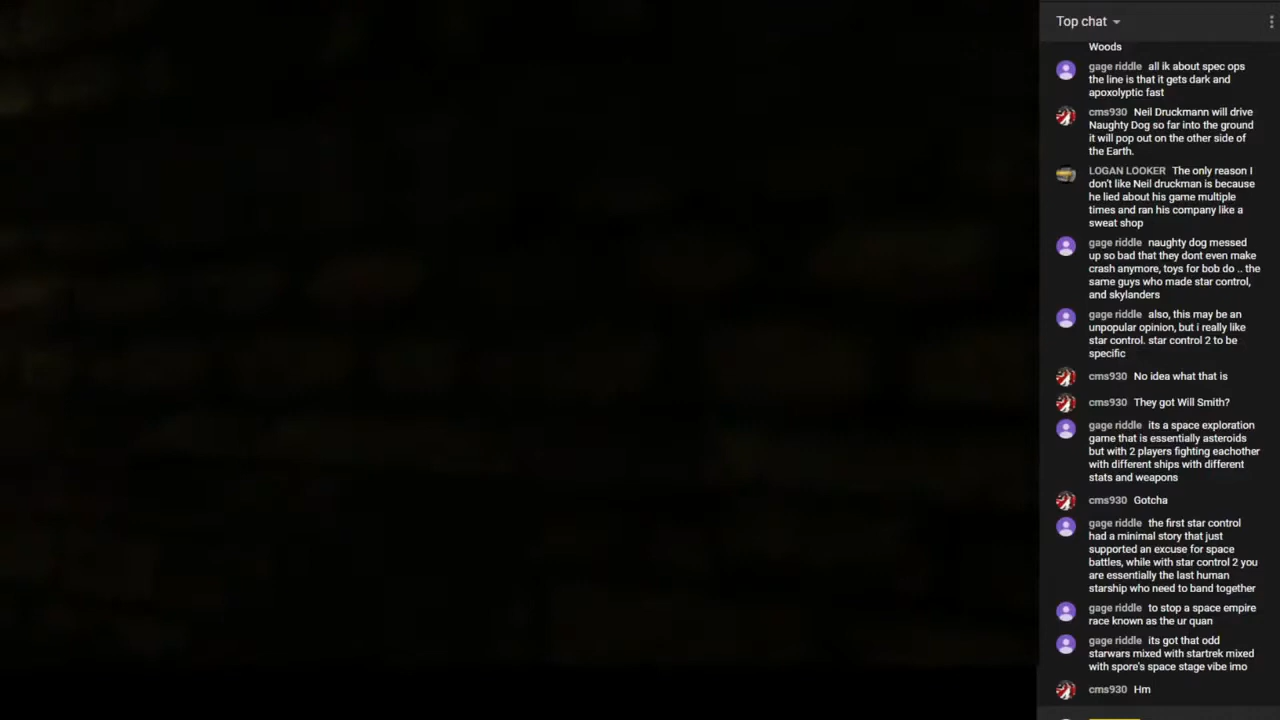 Top chat
Woods
gage riddle all ik about spec ops
the line is that it gets dark and
apoxolyptic fast
cms930 Neil Druckmann will drive
Naughty Dog so far into the ground
it will pop out on the other side of
the Earth.
LOGAN LOOKER The only reason I
don't like Neil druckman is because
he lied about his game multiple
times and ran his company like a
sweat shop
gage riddle naughty dog messed
up so bad that they dont even make
crash anymore, toys for bob do .. the
same guys who made star control,
and skylanders
gage riddle also, this may be an
unpopular opinion, but i really like
star control. star control 2 to be
specific
cms930 No idea what that is
cms930 They got Will Smith?
gage riddle its a space exploration
game that is essentially asteroids
but with 2 players fighting eachother
with different ships with different
stats and weapons
cms930 Gotcha
gage riddle the first star control
had a minimal story that just
supported an excuse for space
battles, while with star control 2 you
are essentially the last human
starship who need to band together
gage riddle to stop a space empire
race known as the ur quan
gage riddle its got that odd
starwars mixed with startrek mixed
with spore's space stage vibe imo
cms930 Hm